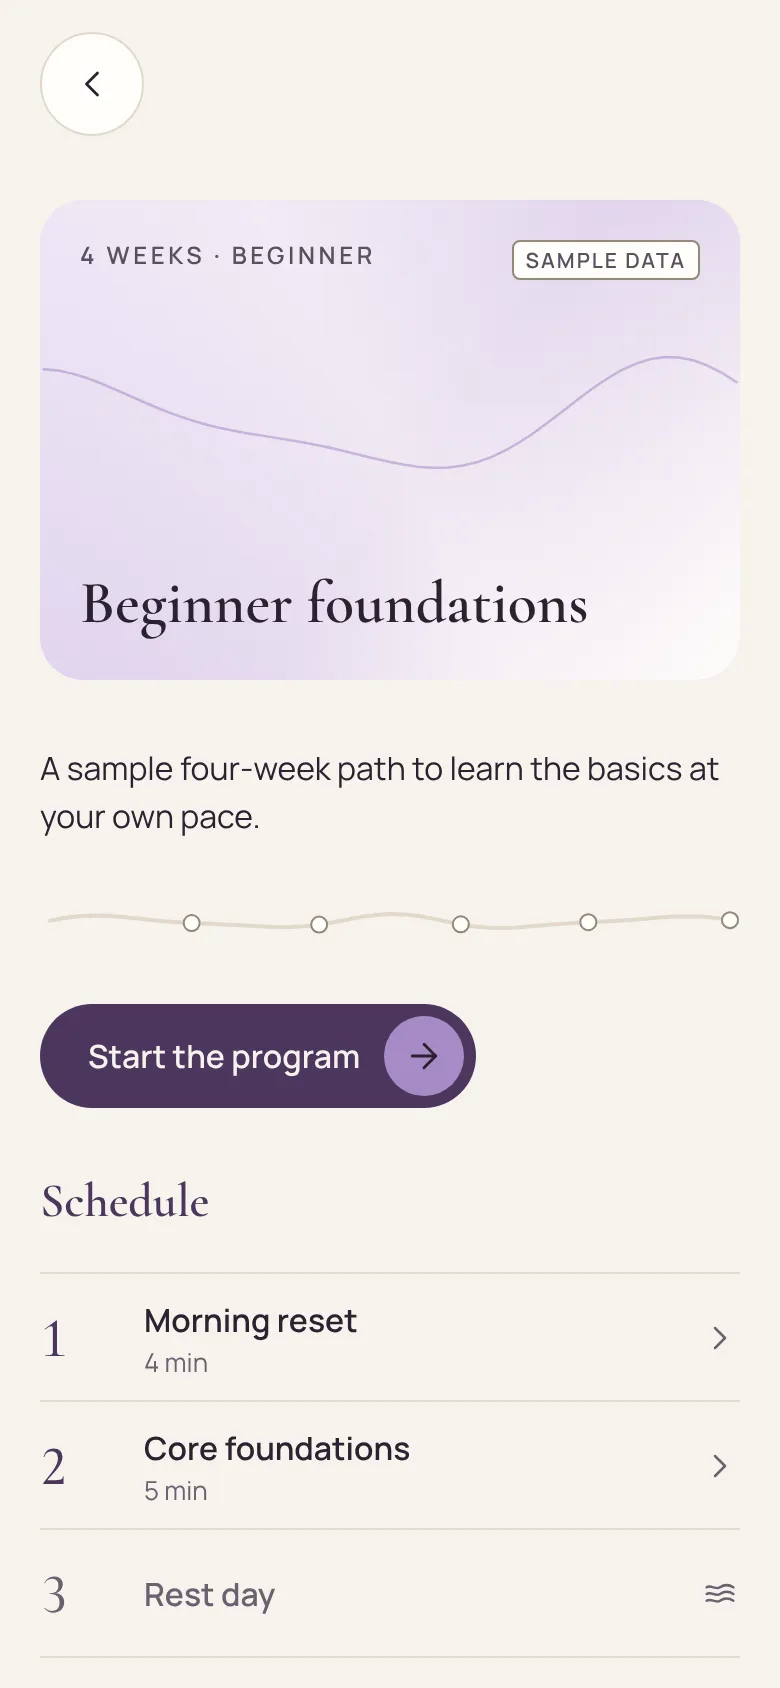 4 WEEKS · BEGINNER
SAMPLE DATA
Beginner foundations
A sample four-week path to learn the basics at
your own pace.
Start the program
Schedule
1
Morning reset
4 min
2
Core foundations
5 min
3
Rest day